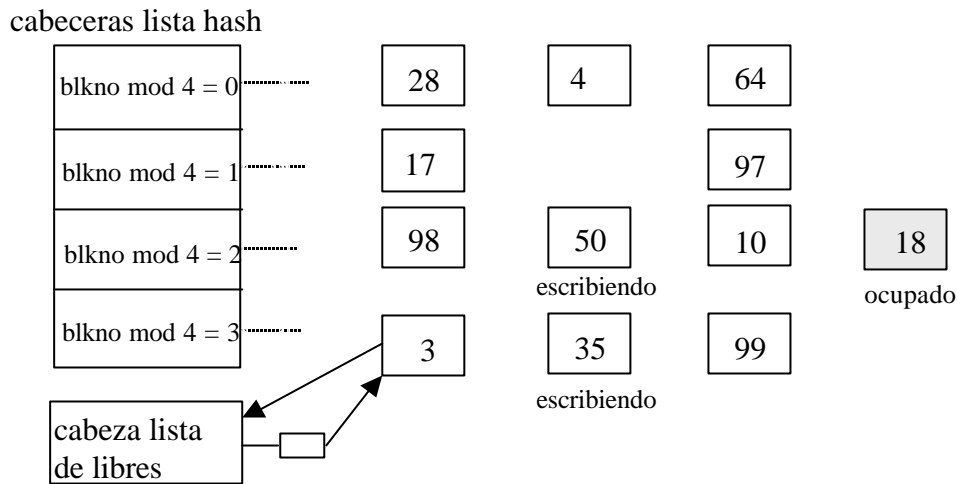 cabeceras lista hash
blkno mod 4 = 0
28
4
64
blkno mod 4 = 1
17
97
blkno mod 4 = 2
98
50
10
18
escribiendo
ocupado
blkno mod 4 = 3
3
35
99
escribiendo
cabeza lista
de libres